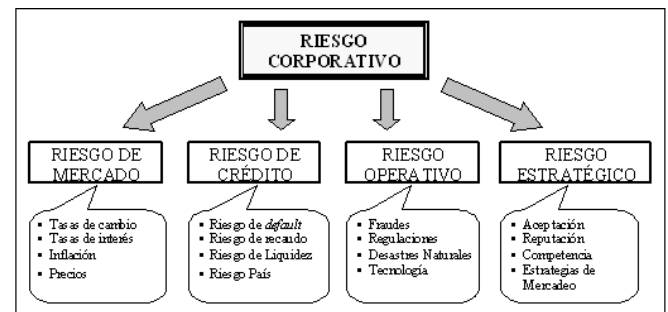 RIESGO
CORPORATIVO
RIESGO DE
MERCADO
RIESGO DE
CRÉDITO
RIESGO
OPERATIVO
RIESGO
ESTRATÉGICO
▪ Tasas de cambio
▪ Tasas de interés
▪ Inflación
▪ Precios
▪ Riesgo de default
▪ Riesgo de recaudo
▪ Riesgo de Liquidez
▪ Riesgo País
▪ Fraudes
▪ Regulaciones
▪ Desastres Naturales
▪ Tecnología
▪ Aceptación
▪ Reputación
▪ Competencia
▪ Estrategias de
Mercadeo